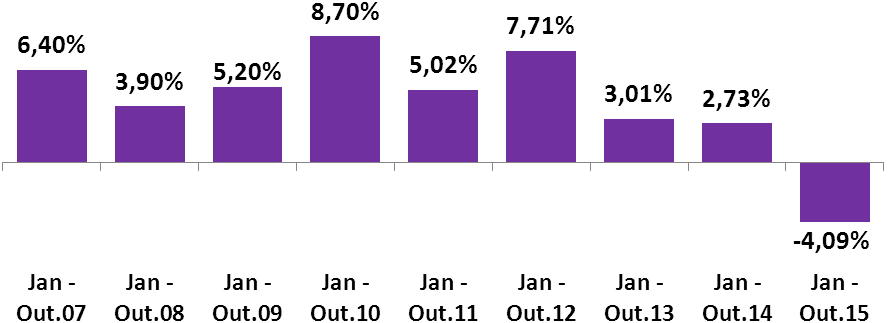 6,40%
3,90%
5,20%
8,70%
5,02%
7,71%
3,01%
2,73%
-4,09%
Jan -
Out.07
Jan -
Out.08
Jan -
Out.09
Jan -
Out.10
Jan -
Out.11
Jan -
Out.12
Jan -
Out.13
Jan -
Out.14
Jan -
Out.15